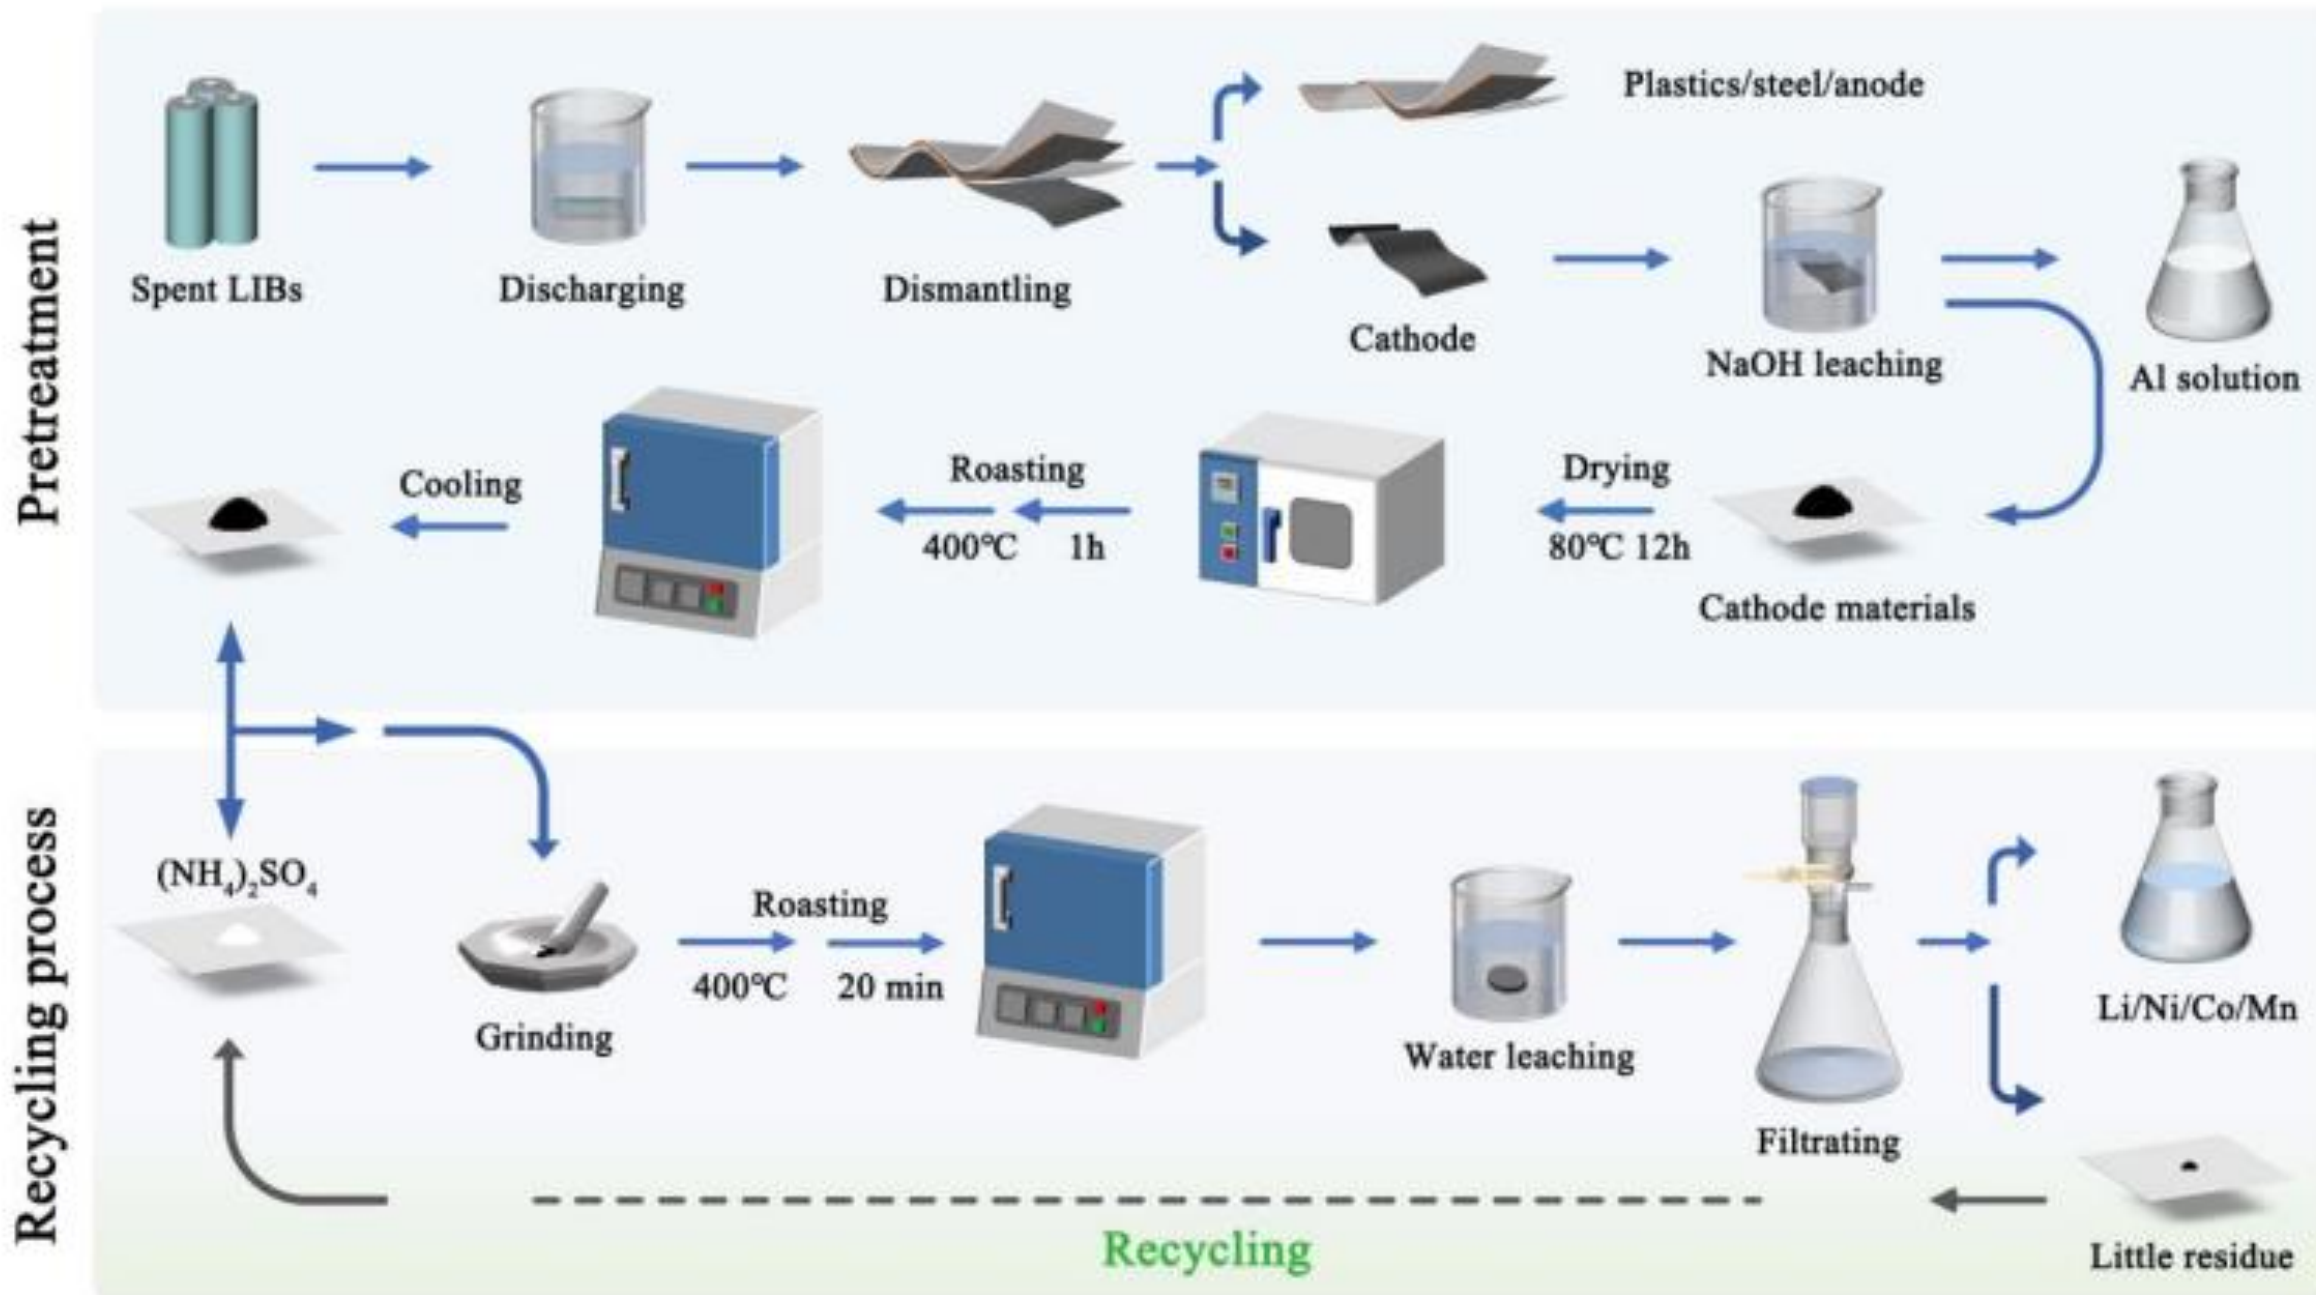 Pretreatment
Plastics/steel/anode
Spent LIBs
Discharging
Dismantling
Cathode
NaOH leaching
Al solution
Cooling
Roasting
400℃ 1h
Drying
80℃ 12h
Cathode materials
Recycling process
(NH₄)₂SO₄
Grinding
Roasting
400℃ 20 min
Water leaching
Filtrating
Li/Ni/Co/Mn
Little residue
Recycling